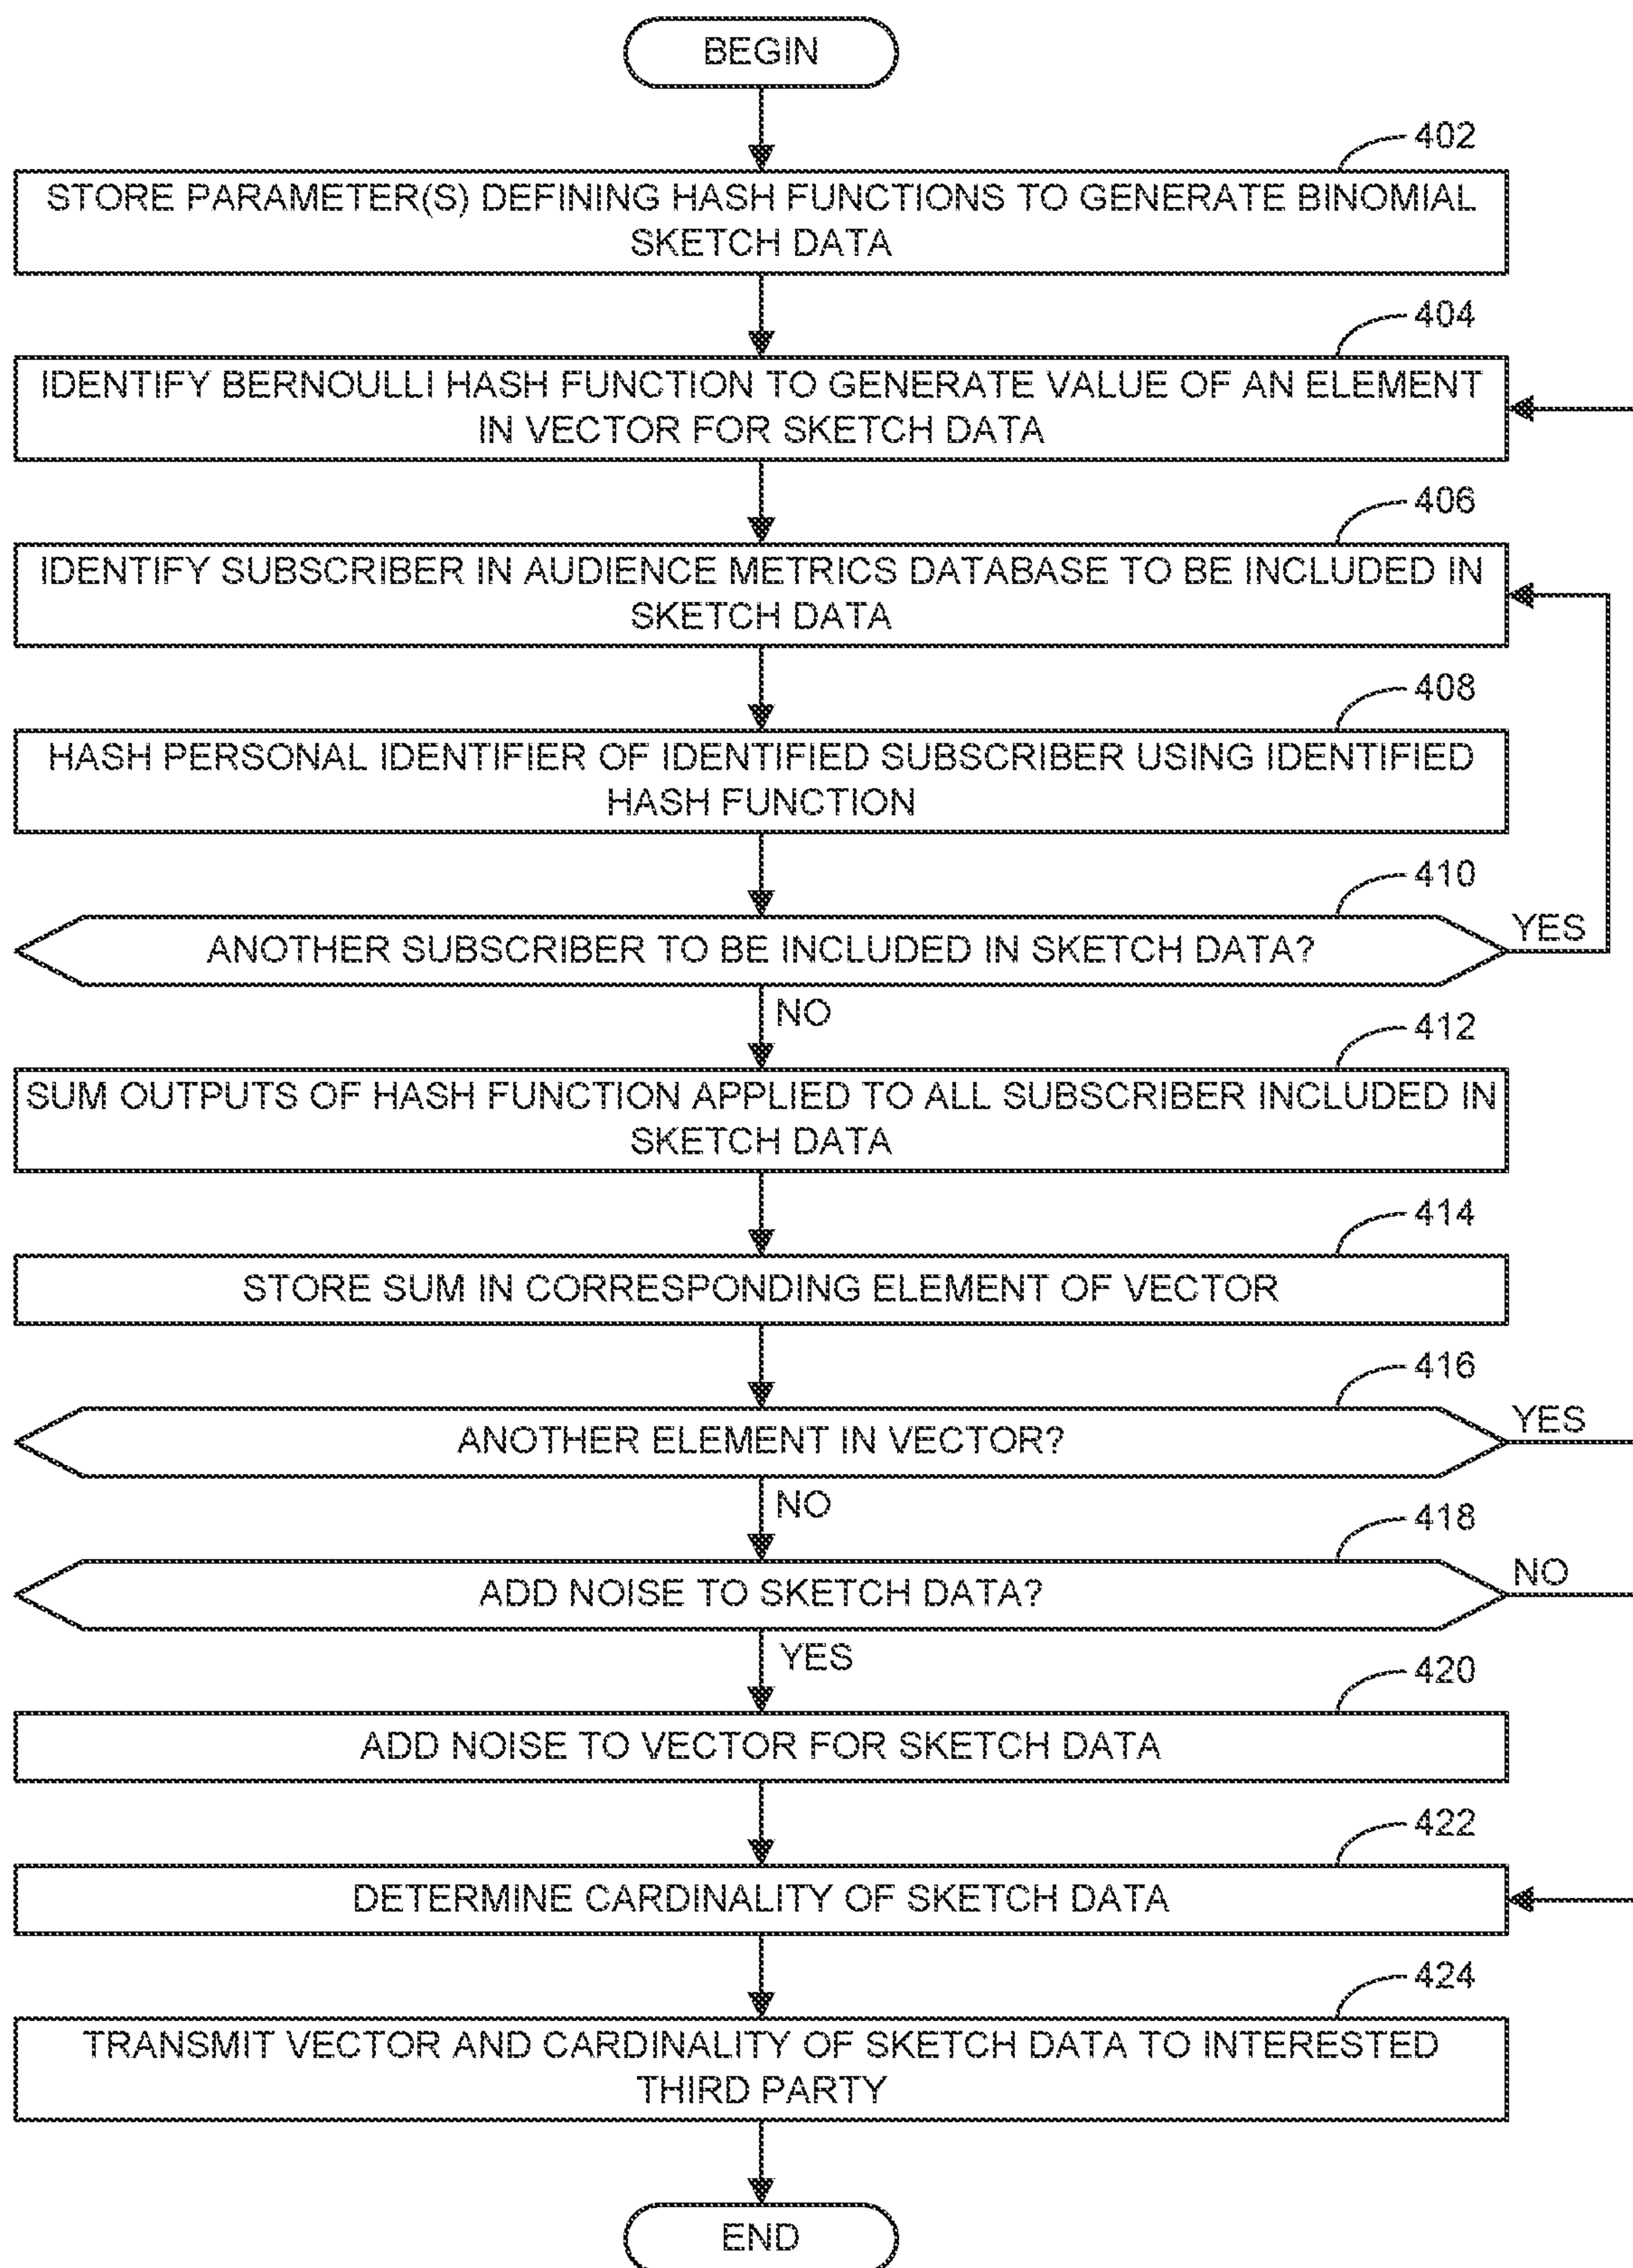 BEGIN
402
STORE PARAMETER(S) DEFINING HASH FUNCTIONS TO GENERATE BINOMIAL
SKETCH DATA
404
IDENTIFY BERNOULLI HASH FUNCTION TO GENERATE VALUE OF AN ELEMENT
IN VECTOR FOR SKETCH DATA
406
IDENTIFY SUBSCRIBER IN AUDIENCE METRICS DATABASE TO BE INCLUDED IN
SKETCH DATA
408
HASH PERSONAL IDENTIFIER OF IDENTIFIED SUBSCRIBER USING IDENTIFIED
HASH FUNCTION
410
ANOTHER SUBSCRIBER TO BE INCLUDED IN SKETCH DATA?
YES
NO
412
SUM OUTPUTS OF HASH FUNCTION APPLIED TO ALL SUBSCRIBER INCLUDED IN
SKETCH DATA
414
STORE SUM IN CORRESPONDING ELEMENT OF VECTOR
416
ANOTHER ELEMENT IN VECTOR?
YES
NO
418
ADD NOISE TO SKETCH DATA?
NO
YES
420
ADD NOISE TO VECTOR FOR SKETCH DATA
422
DETERMINE CARDINALITY OF SKETCH DATA
424
TRANSMIT VECTOR AND CARDINALITY OF SKETCH DATA TO INTERESTED
THIRD PARTY
END